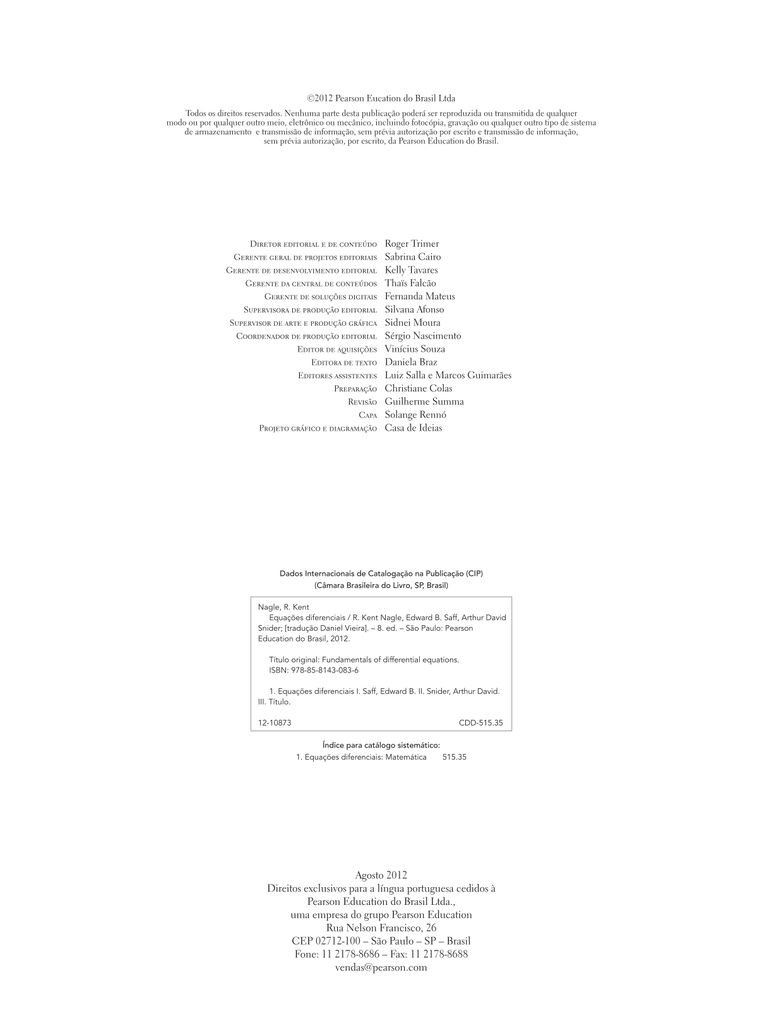 ©2012 Pearson Eucation do Brasil Ltda
Todos os direitos reservados. Nenhuma parte desta publicação poderá ser reproduzida ou transmitida de qualquer
modo ou por qualquer outro meio, eletrônico ou mecânico, incluindo fotocópia, gravação ou qualquer outro tipo de sistema
de armazenamento e transmissão de informação, sem prévia autorização por escrito e transmissão de informação,
sem prévia autorização, por escrito, da Pearson Education do Brasil.
Diretor editorial e de conteúdo Roger Trimer
Gerente geral de projetos editoriais Sabrina Cairo
Gerente de desenvolvimento editorial Kelly Tavares
Gerente da central de conteúdos Thaïs Falcão
Gerente de soluções digitais Fernanda Mateus
Supervisora de produção editorial Silvana Afonso
Supervisor de arte e produção gráfica Sidnei Moura
Coordenador de produção editorial Sérgio Nascimento
Editor de aquisições Vinícius Souza
Editora de texto Daniela Braz
Editores assistentes Luiz Salla e Marcos Guimarães
Preparação Christiane Colas
Revisão Guilherme Summa
Capa Solange Rennó
Projeto gráfico e diagramação Casa de Ideias
Dados Internacionais de Catalogação na Publicação (CIP)
(Câmara Brasileira do Livro, SP, Brasil)
Nagle, R. Kent
Equações diferenciais / R. Kent Nagle, Edward B. Saff, Arthur David
Snider; [tradução Daniel Vieira]. – 8. ed. – São Paulo: Pearson
Education do Brasil, 2012.
Título original: Fundamentals of differential equations.
ISBN: 978-85-8143-083-6
1. Equações diferenciais I. Saff, Edward B. II. Snider, Arthur David.
III. Título.
12-10873 CDD-515.35
Índice para catálogo sistemático:
1. Equações diferenciais: Matemática 515.35
Agosto 2012
Direitos exclusivos para a língua portuguesa cedidos à
Pearson Education do Brasil Ltda.,
uma empresa do grupo Pearson Education
Rua Nelson Francisco, 26
CEP 02712-100 – São Paulo – SP – Brasil
Fone: 11 2178-8686 – Fax: 11 2178-8688
vendas@pearson.com